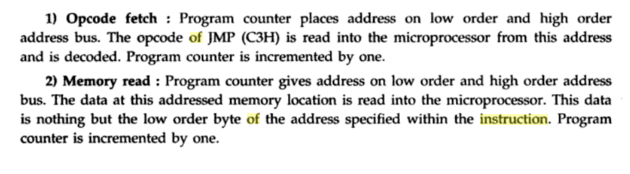 1) Opcode fetch : Program counter places address on low order and high order
address bus. The opcode of JMP (C3H) is read into the microprocessor from this address
and is decoded. Program counter is incremented by one.
2) Memory read : Program counter gives address on low order and high order address
bus. The data at this addressed memory location is read into the microprocessor. This data
is nothing but the low order byte of the address specified within the instruction. Program
counter is incremented by one.